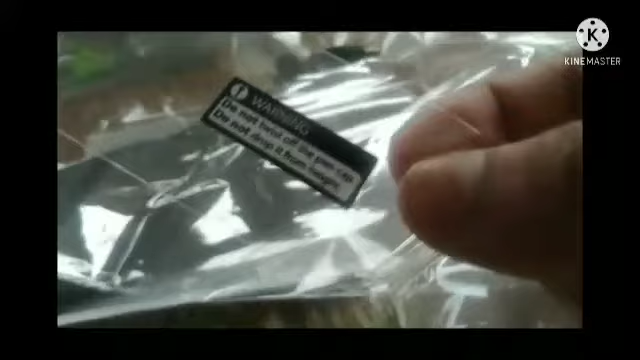 K
KINEMASTER
WARNING
Do not twist off the pen cap.
Do not drop it from height.